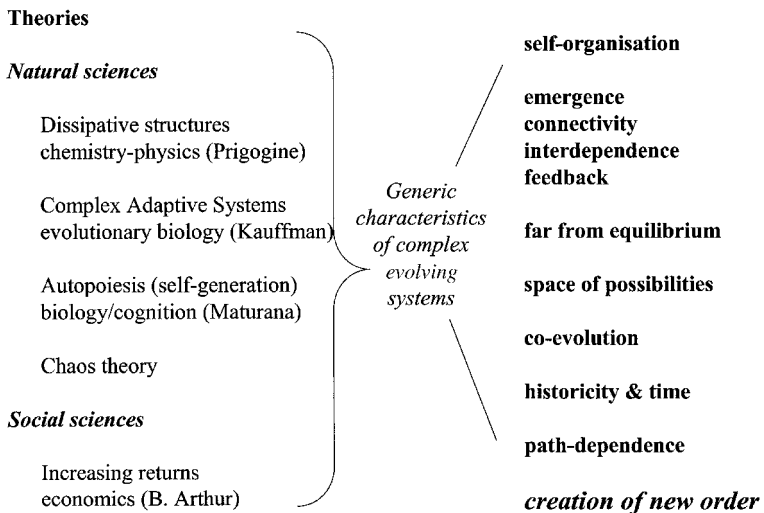 Theories
Natural sciences
Dissipative structures
chemistry-physics (Prigogine)
Complex Adaptive Systems
evolutionary biology (Kauffman)
Autopoiesis (self-generation)
biology/cognition (Maturana)
Chaos theory
Social sciences
Increasing returns
economics (B. Arthur)
Generic
characteristics
of complex
evolving
systems
self-organisation
emergence
connectivity
interdependence
feedback
far from equilibrium
space of possibilities
co-evolution
historicity & time
path-dependence
creation of new order